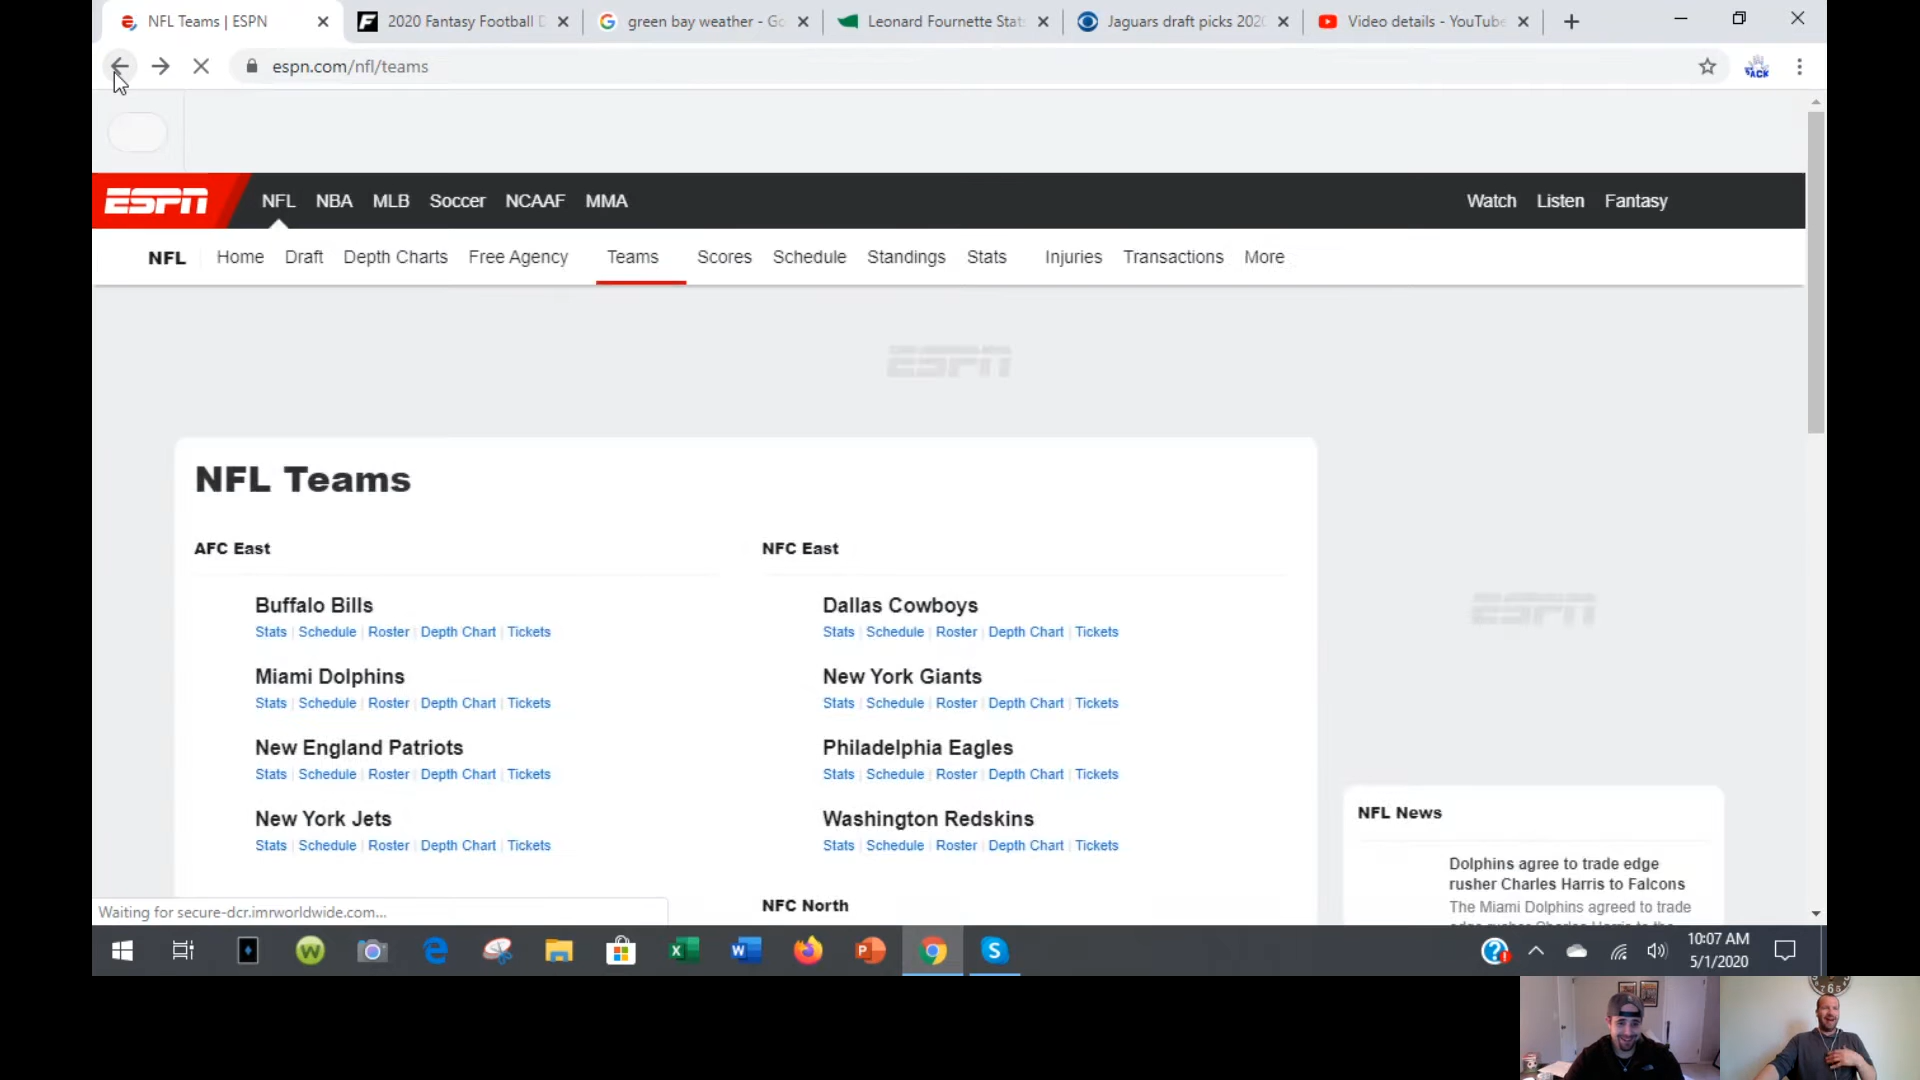 NFL Teams | ESPN
2020 Fantasy Football D
green bay weather - Go
Leonard Fournette Stat
Jaguars draft picks 2020
Video details - YouTube
espn.com/nfl/teams
ESPN NFL NBA MLB Soccer NCAAF MMA Watch Listen Fantasy
NFL Home Draft Depth Charts Free Agency Teams Scores Schedule Standings Stats Injuries Transactions More
ESPN
NFL Teams
AFC East
Buffalo Bills
Stats | Schedule | Roster | Depth Chart | Tickets
Miami Dolphins
Stats | Schedule | Roster | Depth Chart | Tickets
New England Patriots
Stats | Schedule | Roster | Depth Chart | Tickets
New York Jets
Stats | Schedule | Roster | Depth Chart | Tickets
NFC East
Dallas Cowboys
Stats | Schedule | Roster | Depth Chart | Tickets
New York Giants
Stats | Schedule | Roster | Depth Chart | Tickets
Philadelphia Eagles
Stats | Schedule | Roster | Depth Chart | Tickets
Washington Redskins
Stats | Schedule | Roster | Depth Chart | Tickets
NFC North
ESPN
NFL News
Dolphins agree to trade edge
rusher Charles Harris to Falcons
The Miami Dolphins agreed to trade
Waiting for secure-dcr.imrworldwide.com...
10:07 AM
5/1/2020